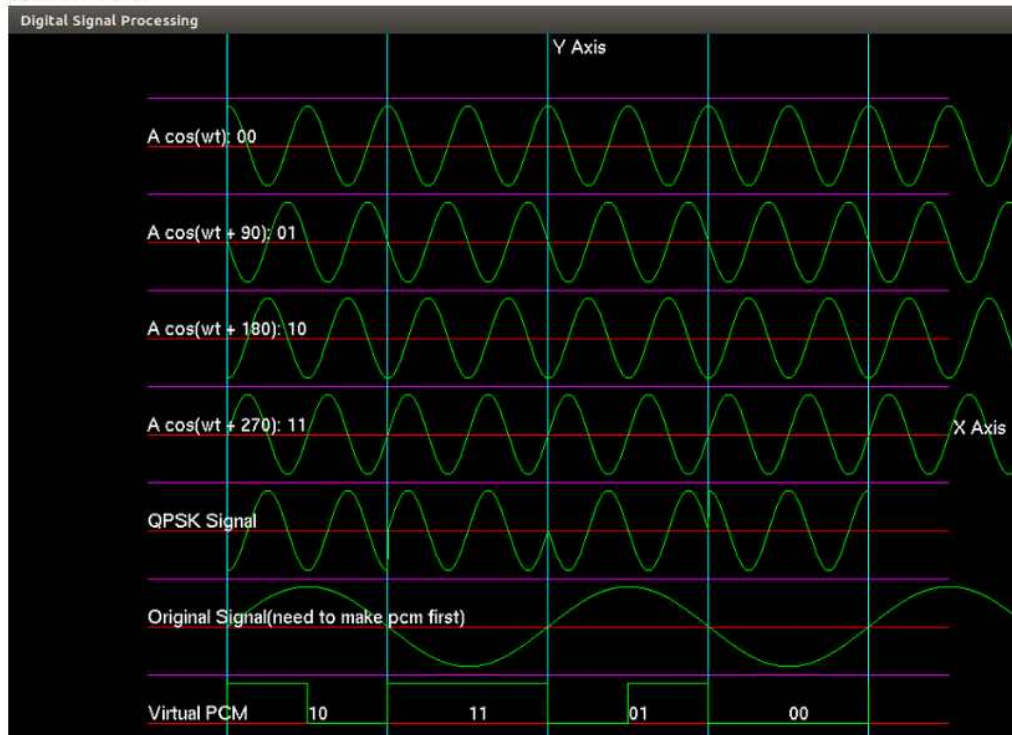 Digital Signal Processing
Y Axis
A cos(wt): 00
A cos(wt + 90): 01
A cos(wt + 180): 10
A cos(wt + 270): 11
X Axis
QPSK Signal
Original Signal(need to make pcm first)
Virtual PCM 10 11 01 00